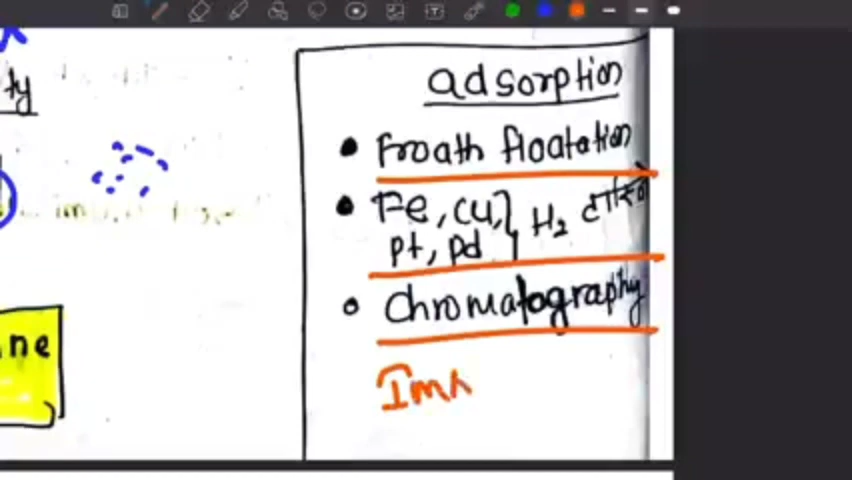 ty
adsorption
Froath floatation
Fe, Cu,
H2
pt, pd
Chromatography
ne